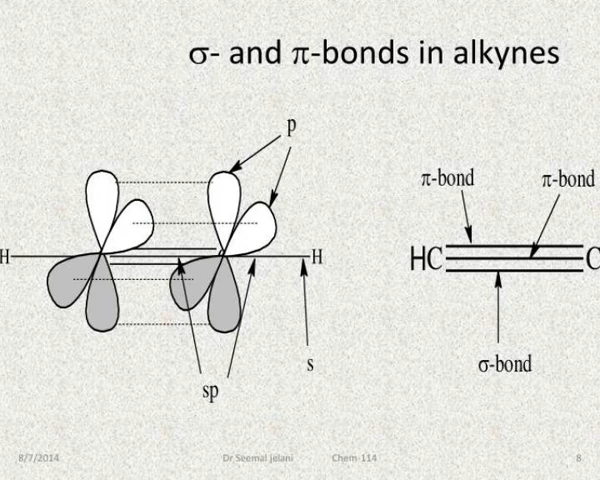 σ- and π-bonds in alkynes
p
π-bond
π-bond
H
H
HC
C
s
σ-bond
sp
8/7/2014
Dr Seemal Jelani
Chem-114
8